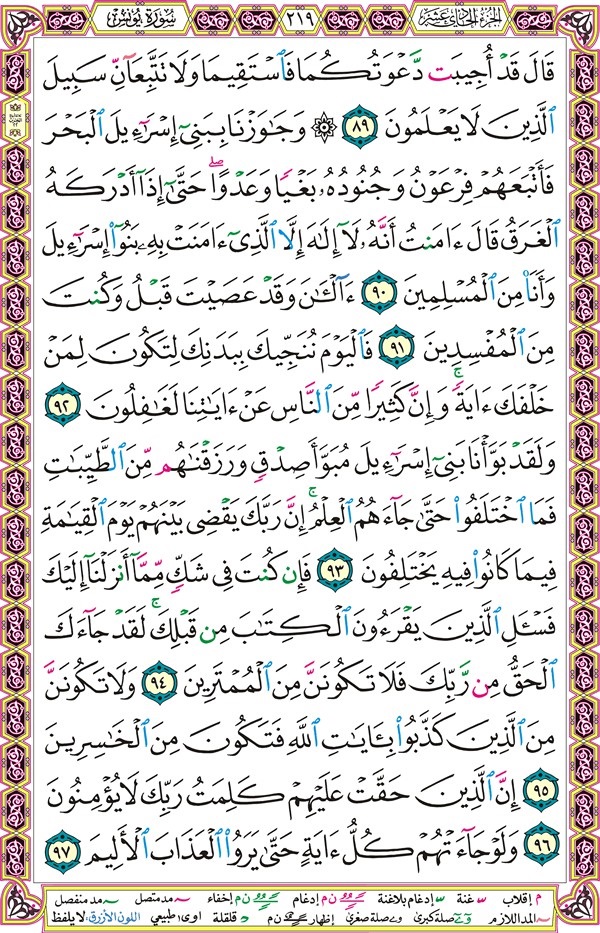 الجزء الحادي عشر
٢١٩
سورة يونس
قَالَ قَدْ أُجِيبَت دَّعْوَتُكُمَا فَٱسْتَقِيمَا وَلَا تَتَّبِعَآنِّ سَبِيلَ
ٱلَّذِينَ لَا يَعْلَمُونَ ٨٩ ۞ وَجَٰوَزْنَا بِبَنِىٓ إِسْرَٰٓءِيلَ ٱلْبَحْرَ
فَأَتْبَعَهُمْ فِرْعَوْنُ وَجُنُودُهُۥ بَغْيًا وَعَدْوًا ۖ حَتَّىٰٓ إِذَآ أَدْرَكَهُ
ٱلْغَرَقُ قَالَ ءَامَنتُ أَنَّهُۥ لَآ إِلَٰهَ إِلَّا ٱلَّذِىٓ ءَامَنَتْ بِهِۦ بَنُوٓا۟ إِسْرَٰٓءِيلَ
وَأَنَا۠ مِنَ ٱلْمُسْلِمِينَ ٩٠ ءَآلْـَٰٔنَ وَقَدْ عَصَيْتَ قَبْلُ وَكُنتَ
مِنَ ٱلْمُفْسِدِينَ ٩١ فَٱلْيَوْمَ نُنَجِّيكَ بِبَدَنِكَ لِتَكُونَ لِمَنْ
خَلْفَكَ ءَايَةً ۚ وَإِنَّ كَثِيرًا مِّنَ ٱلنَّاسِ عَنْ ءَايَٰتِنَا لَغَٰفِلُونَ ٩٢
وَلَقَدْ بَوَّأْنَا بَنِىٓ إِسْرَٰٓءِيلَ مُبَوَّأَ صِدْقٍ وَرَزَقْنَٰهُم مِّنَ ٱلطَّيِّبَٰتِ
فَمَا ٱخْتَلَفُوا۟ حَتَّىٰ جَآءَهُمُ ٱلْعِلْمُ ۚ إِنَّ رَبَّكَ يَقْضِى بَيْنَهُمْ يَوْمَ ٱلْقِيَٰمَةِ
فِيمَا كَانُوا۟ فِيهِ يَخْتَلِفُونَ ٩٣ فَإِن كُنتَ فِى شَكٍّ مِّمَّآ أَنزَلْنَآ إِلَيْكَ
فَسْـَٔلِ ٱلَّذِينَ يَقْرَءُونَ ٱلْكِتَٰبَ مِن قَبْلِكَ ۚ لَقَدْ جَآءَكَ
ٱلْحَقُّ مِن رَّبِّكَ فَلَا تَكُونَنَّ مِنَ ٱلْمُمْتَرِينَ ٩٤ وَلَا تَكُونَنَّ
مِنَ ٱلَّذِينَ كَذَّبُوا۟ بِـَٔايَٰتِ ٱللَّهِ فَتَكُونَ مِنَ ٱلْخَٰسِرِينَ
٩٥ إِنَّ ٱلَّذِينَ حَقَّتْ عَلَيْهِمْ كَلِمَتُ رَبِّكَ لَا يُؤْمِنُونَ
٩٦ وَلَوْ جَآءَتْهُمْ كُلُّ ءَايَةٍ حَتَّىٰ يَرَوُا۟ ٱلْعَذَابَ ٱلْأَلِيمَ ٩٧
م إقلاب س غنة س إدغام بلاغنة ن م إدغام ن م إخفاء مد متصل مد منفصل
المد اللازم صلة كبرى صلة صغرى إظهار ن م قلقلة اوى طبيعي اللون الأزرق: لا يلفظ